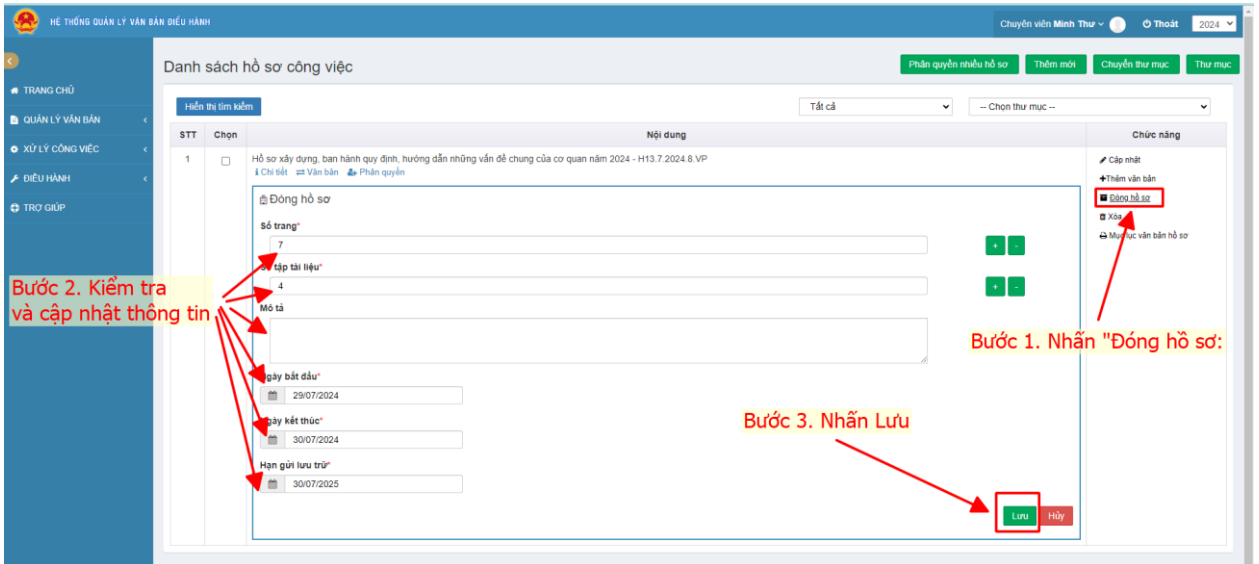 HỆ THỐNG QUẢN LÝ VĂN BẢN ĐIỀU HÀNH
Chuyên viên Minh Thư
Thoát
2024
Danh sách hồ sơ công việc
Phân quyền nhiều hồ sơ
Thêm mới
Chuyển thư mục
Thư mục
TRANG CHỦ
QUẢN LÝ VĂN BẢN
XỬ LÝ CÔNG VIỆC
ĐIỀU HÀNH
TRỢ GIÚP
Hiển thị tìm kiếm
Tất cả
-- Chọn thư mục --
STT Chọn Nội dung Chức năng
1
Hồ sơ xây dựng, ban hành quy định, hướng dẫn những vấn đề chung của cơ quan năm 2024 - H13.7.2024.8.VP
Chi tiết Văn bản Phân quyền
Cập nhật
+Thêm văn bản
Đóng hồ sơ
Xóa
Mục lục văn bản hồ sơ
Đóng hồ sơ
Số trang*
7
+ -
tập tài liệu*
4
+ -
Mô tả
Ngày bắt đầu*
29/07/2024
Ngày kết thúc*
30/07/2024
Hạn gửi lưu trữ*
30/07/2025
Lưu Hủy
Bước 2. Kiểm tra
và cập nhật thông tin
Bước 1. Nhấn "Đóng hồ sơ:
Bước 3. Nhấn Lưu